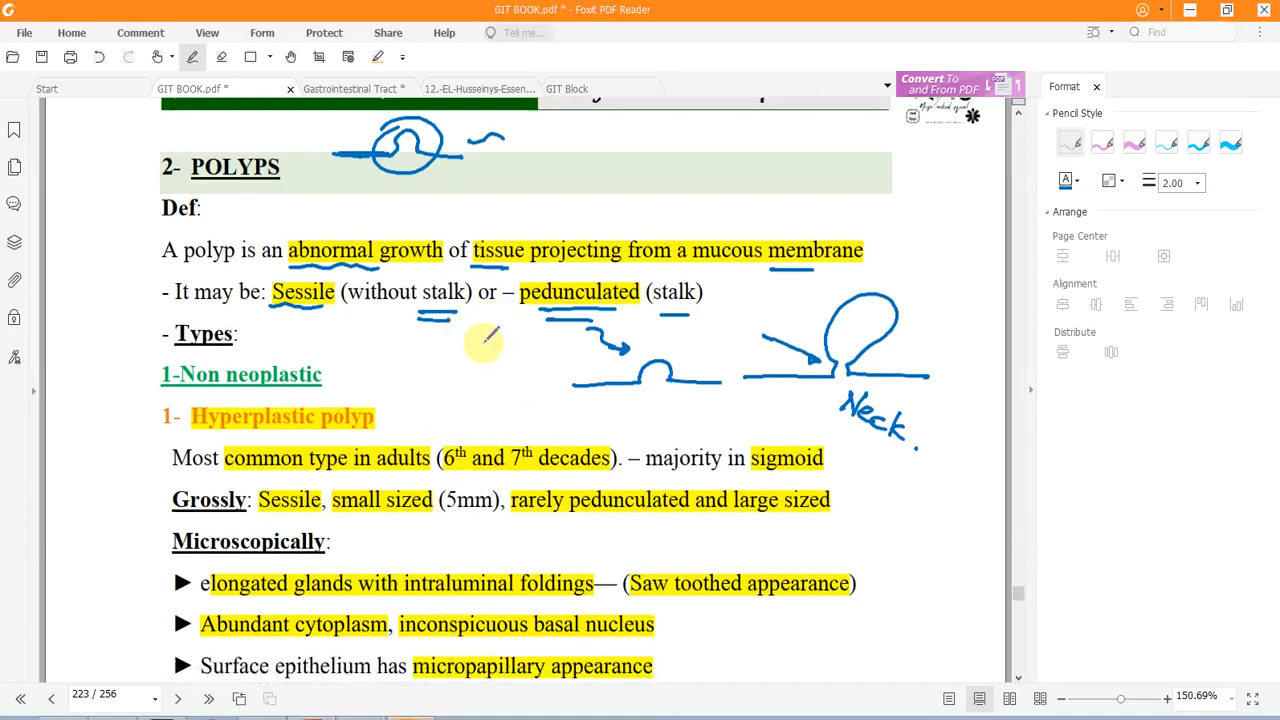 GIT BOOK.pdf * - Foxit PDF Reader
File Home Comment View Form Protect Share Help Tell me... Find
Start GIT BOOK.pdf * Gastrointestinal Tract * 12.-EL-Husseinys-Essen... GIT Block
Convert To
and From PDF
PDF
Format
Pencil Style
2.00
Arrange
Page Center
Alignment
Distribute
2- POLYPS
Def:
A polyp is an abnormal growth of tissue projecting from a mucous membrane
- It may be: Sessile (without stalk) or – pedunculated (stalk)
- Types:
1-Non neoplastic
Neck.
1- Hyperplastic polyp
Most common type in adults (6th and 7th decades). – majority in sigmoid
Grossly: Sessile, small sized (5mm), rarely pedunculated and large sized
Microscopically:
► elongated glands with intraluminal foldings— (Saw toothed appearance)
► Abundant cytoplasm, inconspicuous basal nucleus
► Surface epithelium has micropapillary appearance
223 / 256
150.69%